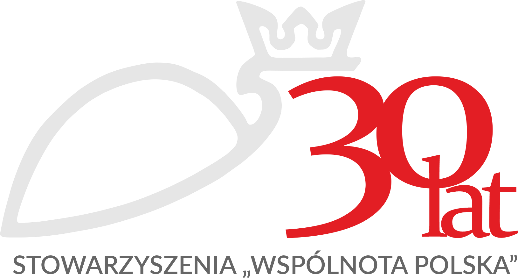 30
lat
STOWARZYSZENIA „WSPÓLNOTA POLSKA”